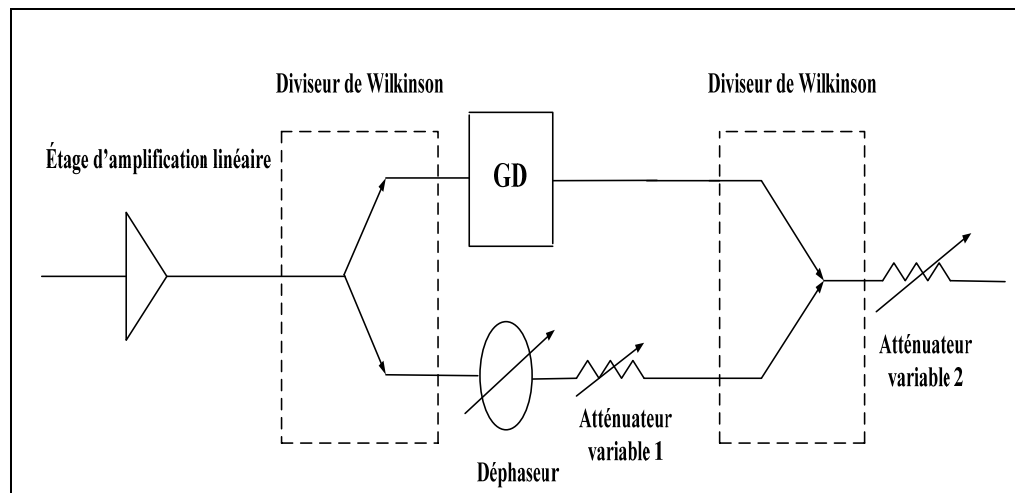 Diviseur de Wilkinson
Diviseur de Wilkinson
Étage d'amplification linéaire
GD
Atténuateur
variable 2
Atténuateur
variable 1
Déphaseur